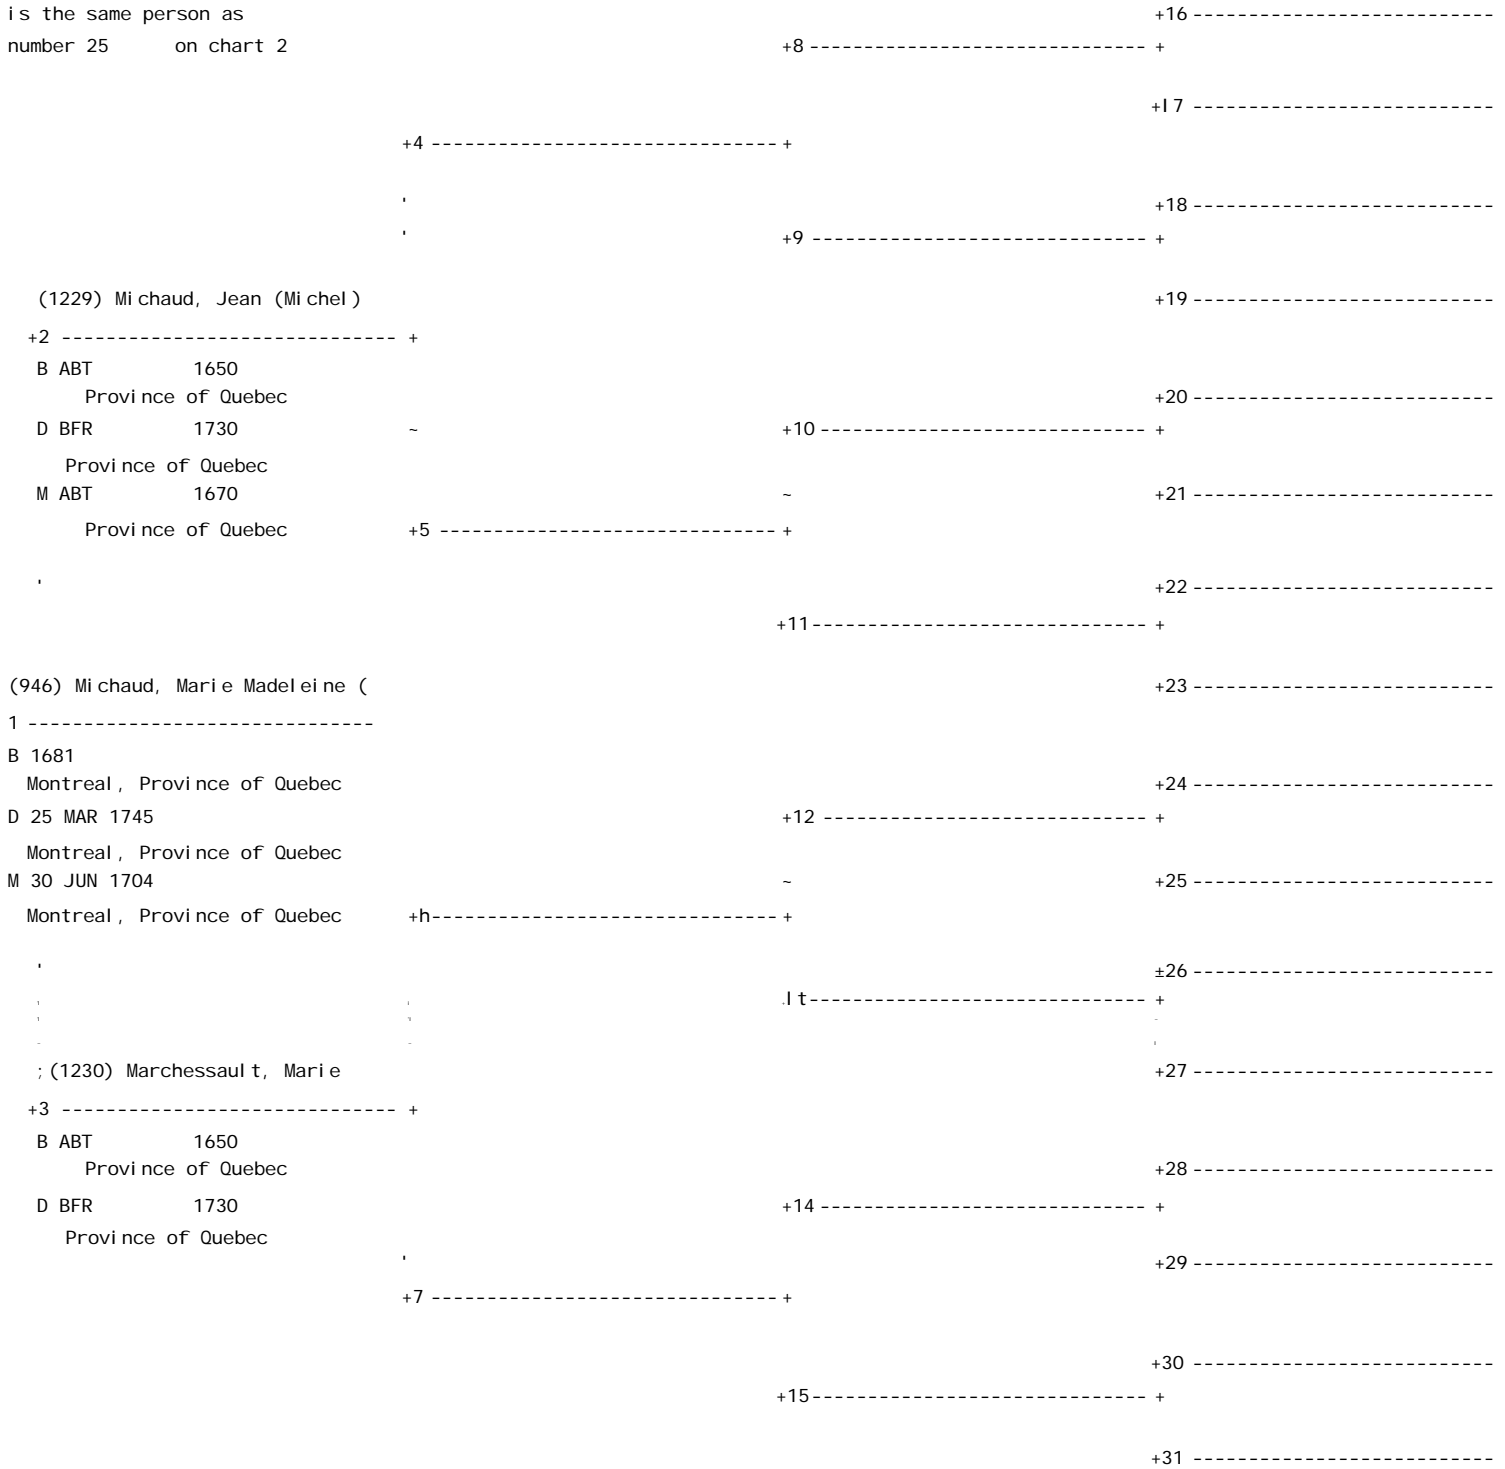 is the same person as
+16 ---------------------------
number 25 on chart 2
+8 ------------------------------ +
+l7 ---------------------------
+4 ------------------------------- +
'
+18 ---------------------------
'
+9 ------------------------------ +
(1229) Michaud, Jean (Michel)
+19 ---------------------------
+2 ------------------------------ +
B ABT 1650
Province of Quebec
+20 ---------------------------
D BFR 1730
~
+10 ----------------------------- +
Province of Quebec
M ABT 1670
~
+21 ---------------------------
Province of Quebec
+5 ------------------------------ +
'
+22 ---------------------------
+11------------------------------ +
(946) Michaud, Marie Madeleine (
+23 ---------------------------
1 -------------------------------
B 1681
Montreal, Province of Quebec
+24 ---------------------------
D 25 MAR 1745
+12 ----------------------------- +
Montreal, Province of Quebec
M 30 JUN 1704
~
+25 ---------------------------
Montreal, Province of Quebec
+h------------------------------- +
'
±26 ---------------------------
.lt------------------------------ +
;(1230) Marchessault, Marie
+27 ---------------------------
+3 ------------------------------ +
B ABT 1650
Province of Quebec
+28 ---------------------------
D BFR 1730
+14 ----------------------------- +
Province of Quebec
'
+29 ---------------------------
+7 ------------------------------- +
+30 ---------------------------
+15------------------------------ +
+31 ---------------------------